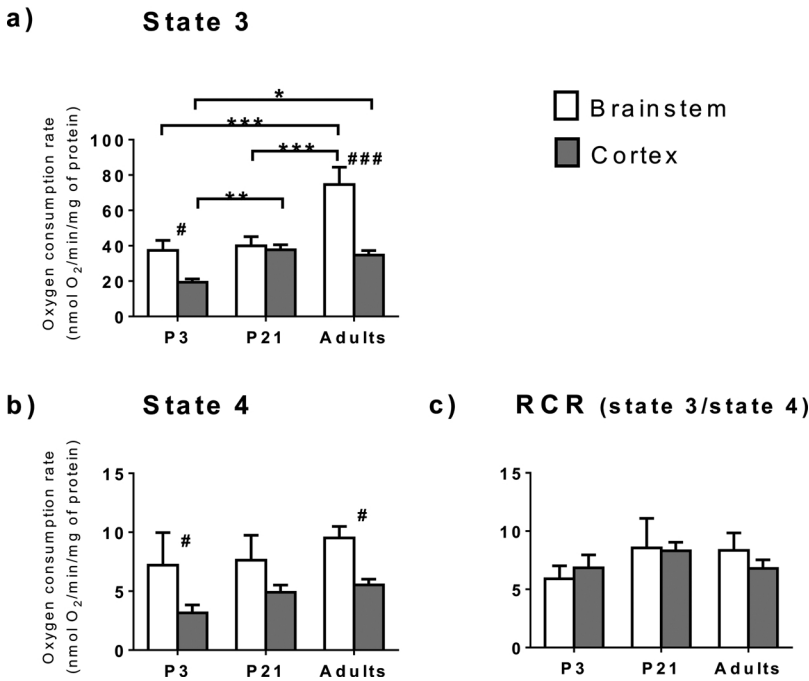 a) State 3
*
***
*** ###
**
#
Oxygen consumption rate
(nmol O2/min/mg of protein)
100
80
60
40
20
0
P3 P21 Adults
Brainstem
Cortex
b) State 4
Oxygen consumption rate
(nmol O2/min/mg of protein)
15
10
5
0
# #
P3 P21 Adults
c) RCR (state 3/state 4)
15
10
5
0
P3 P21 Adults